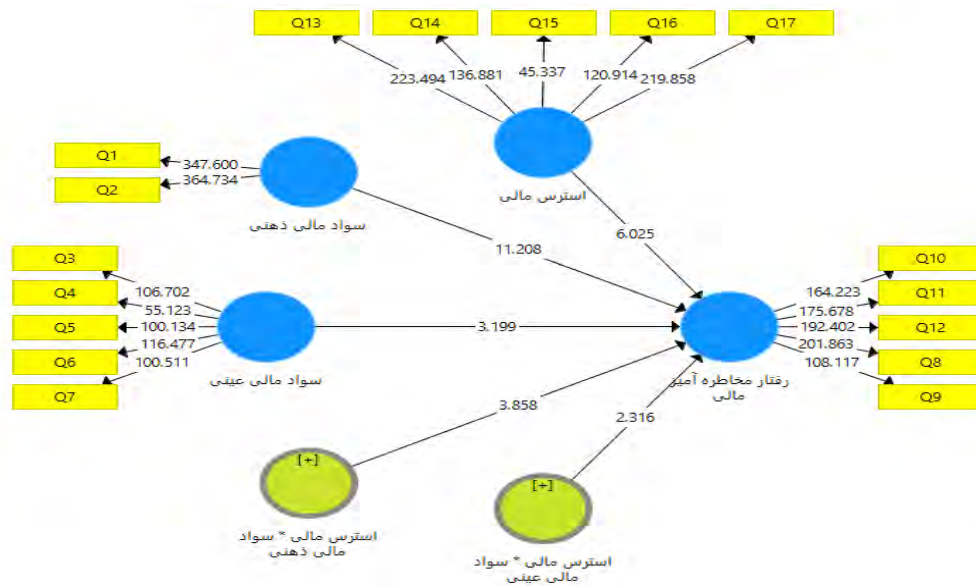 Q13
Q14
Q15
Q16
Q17
223.494
136.881
45.337
120.914
219.858
Q1
Q2
347.600
364.734
سواد مالی ذهنی
استرس مالی
11.208
6.025
Q3
Q4
Q5
Q6
Q7
106.702
55.123
100.134
116.477
100.511
سواد مالی عینی
3.199
Q10
Q11
Q12
Q8
Q9
164.223
175.678
192.402
201.863
108.117
رفتار مخاطره آمیز
مالی
3.858
2.316
[+]
استرس مالی * سواد
مالی ذهنی
[+]
استرس مالی * سواد
مالی عینی